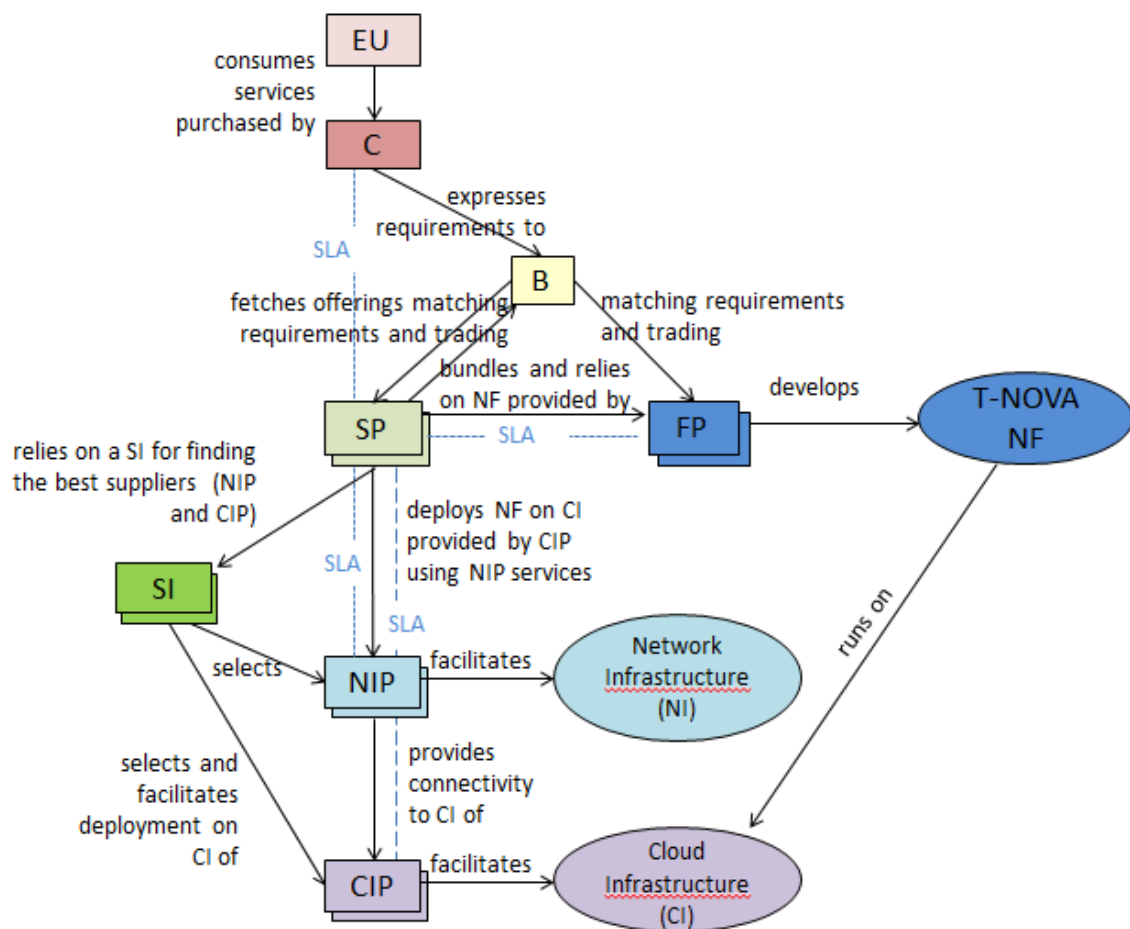 EU
consumes
services
purchased by
C
expresses
requirements to
SLA
B
fetches offerings matching
requirements and trading
matching requirements
and trading
bundles and relies
on NF provided by
develops
T-NOVA
NF
SP
SLA
FP
relies on a SI for finding
the best suppliers (NIP
and CIP)
deploys NF on CI
provided by CIP
using NIP services
SLA
SI
SLA
runs on
selects
NIP
facilitates
Network
Infrastructure
(NI)
selects and
facilitates
deployment on
CI of
provides
connectivity
to CI of
CIP
facilitates
Cloud
Infrastructure
(CI)